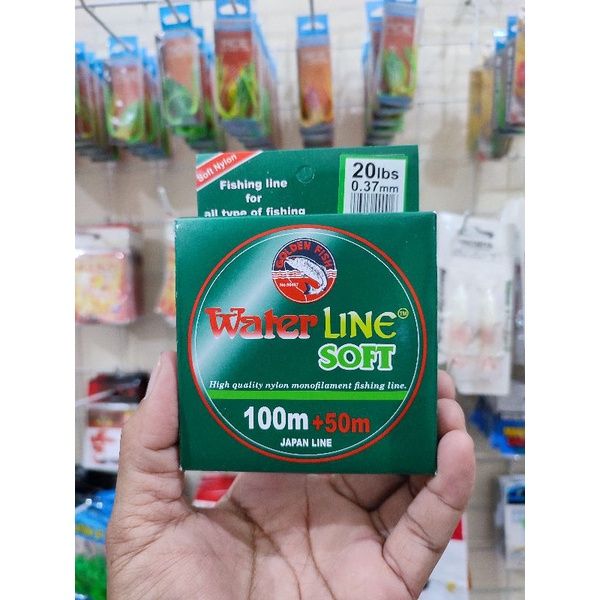 Soft Nylon
Fishing line
for
all type of fishing
20lbs
0.37mm
GOLDEN FISH
Water LINE™
SOFT
High quality nylon monofilament fishing line.
100m+50m
JAPAN LINE